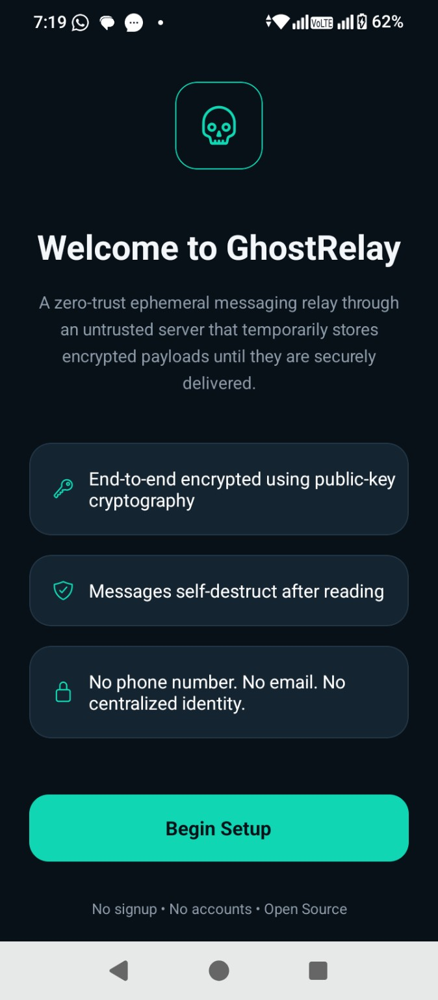 7:19
VoLTE
62%
Welcome to GhostRelay
A zero-trust ephemeral messaging relay through
an untrusted server that temporarily stores
encrypted payloads until they are securely
delivered.
End-to-end encrypted using public-key
cryptography
Messages self-destruct after reading
No phone number. No email. No
centralized identity.
Begin Setup
No signup • No accounts • Open Source